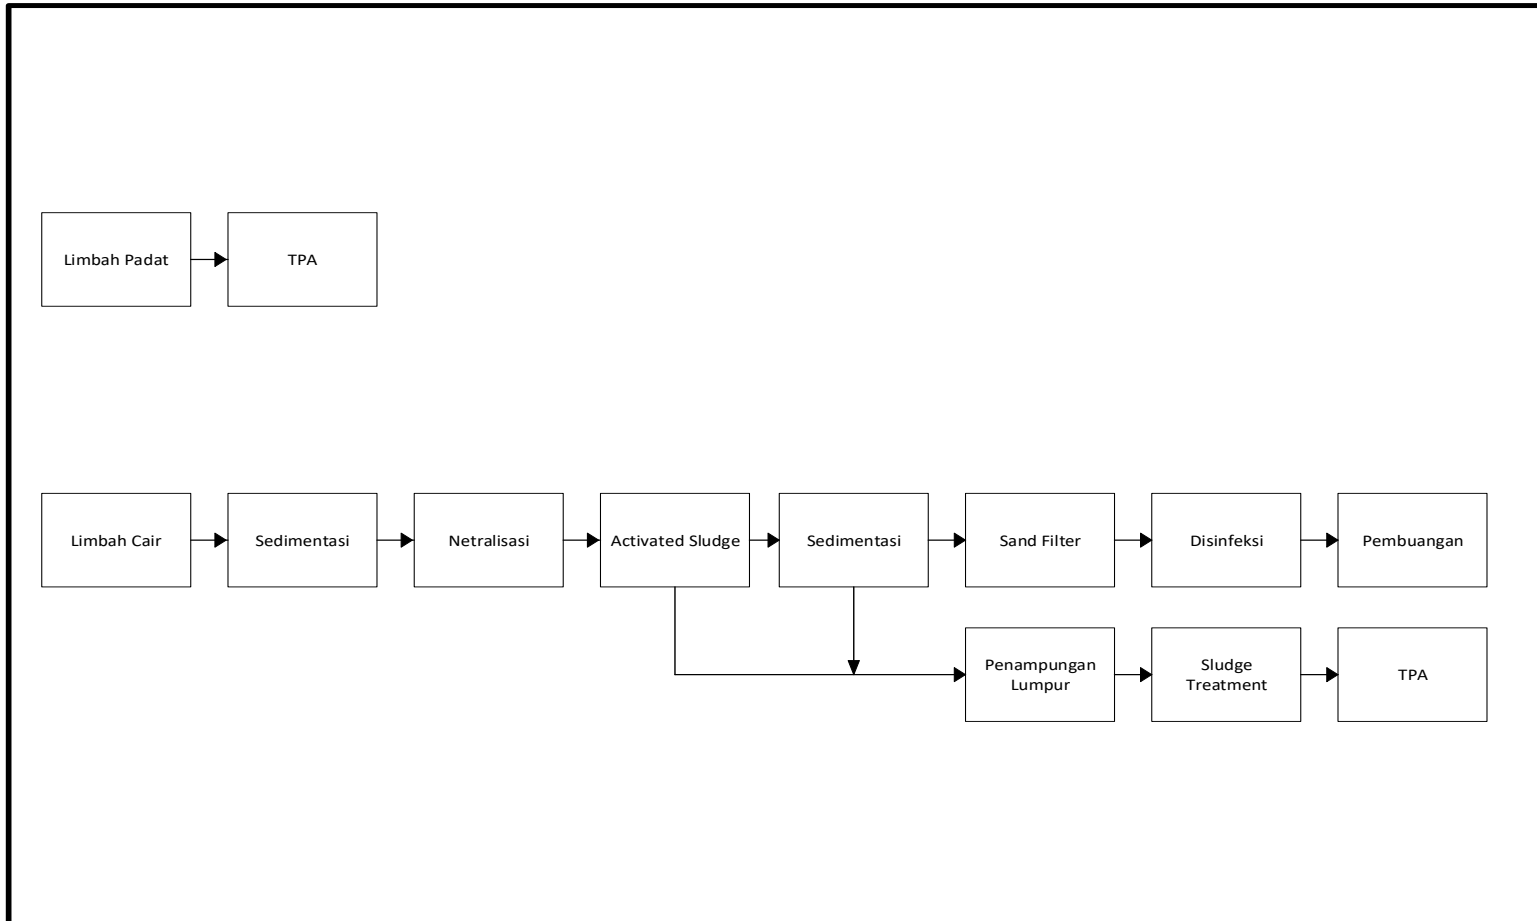 Limbah Padat
TPA
Limbah Cair
Sedimentasi
Netralisasi
Activated Sludge
Sedimentasi
Sand Filter
Disinfeksi
Pembuangan
Penampungan
Lumpur
Sludge
Treatment
TPA